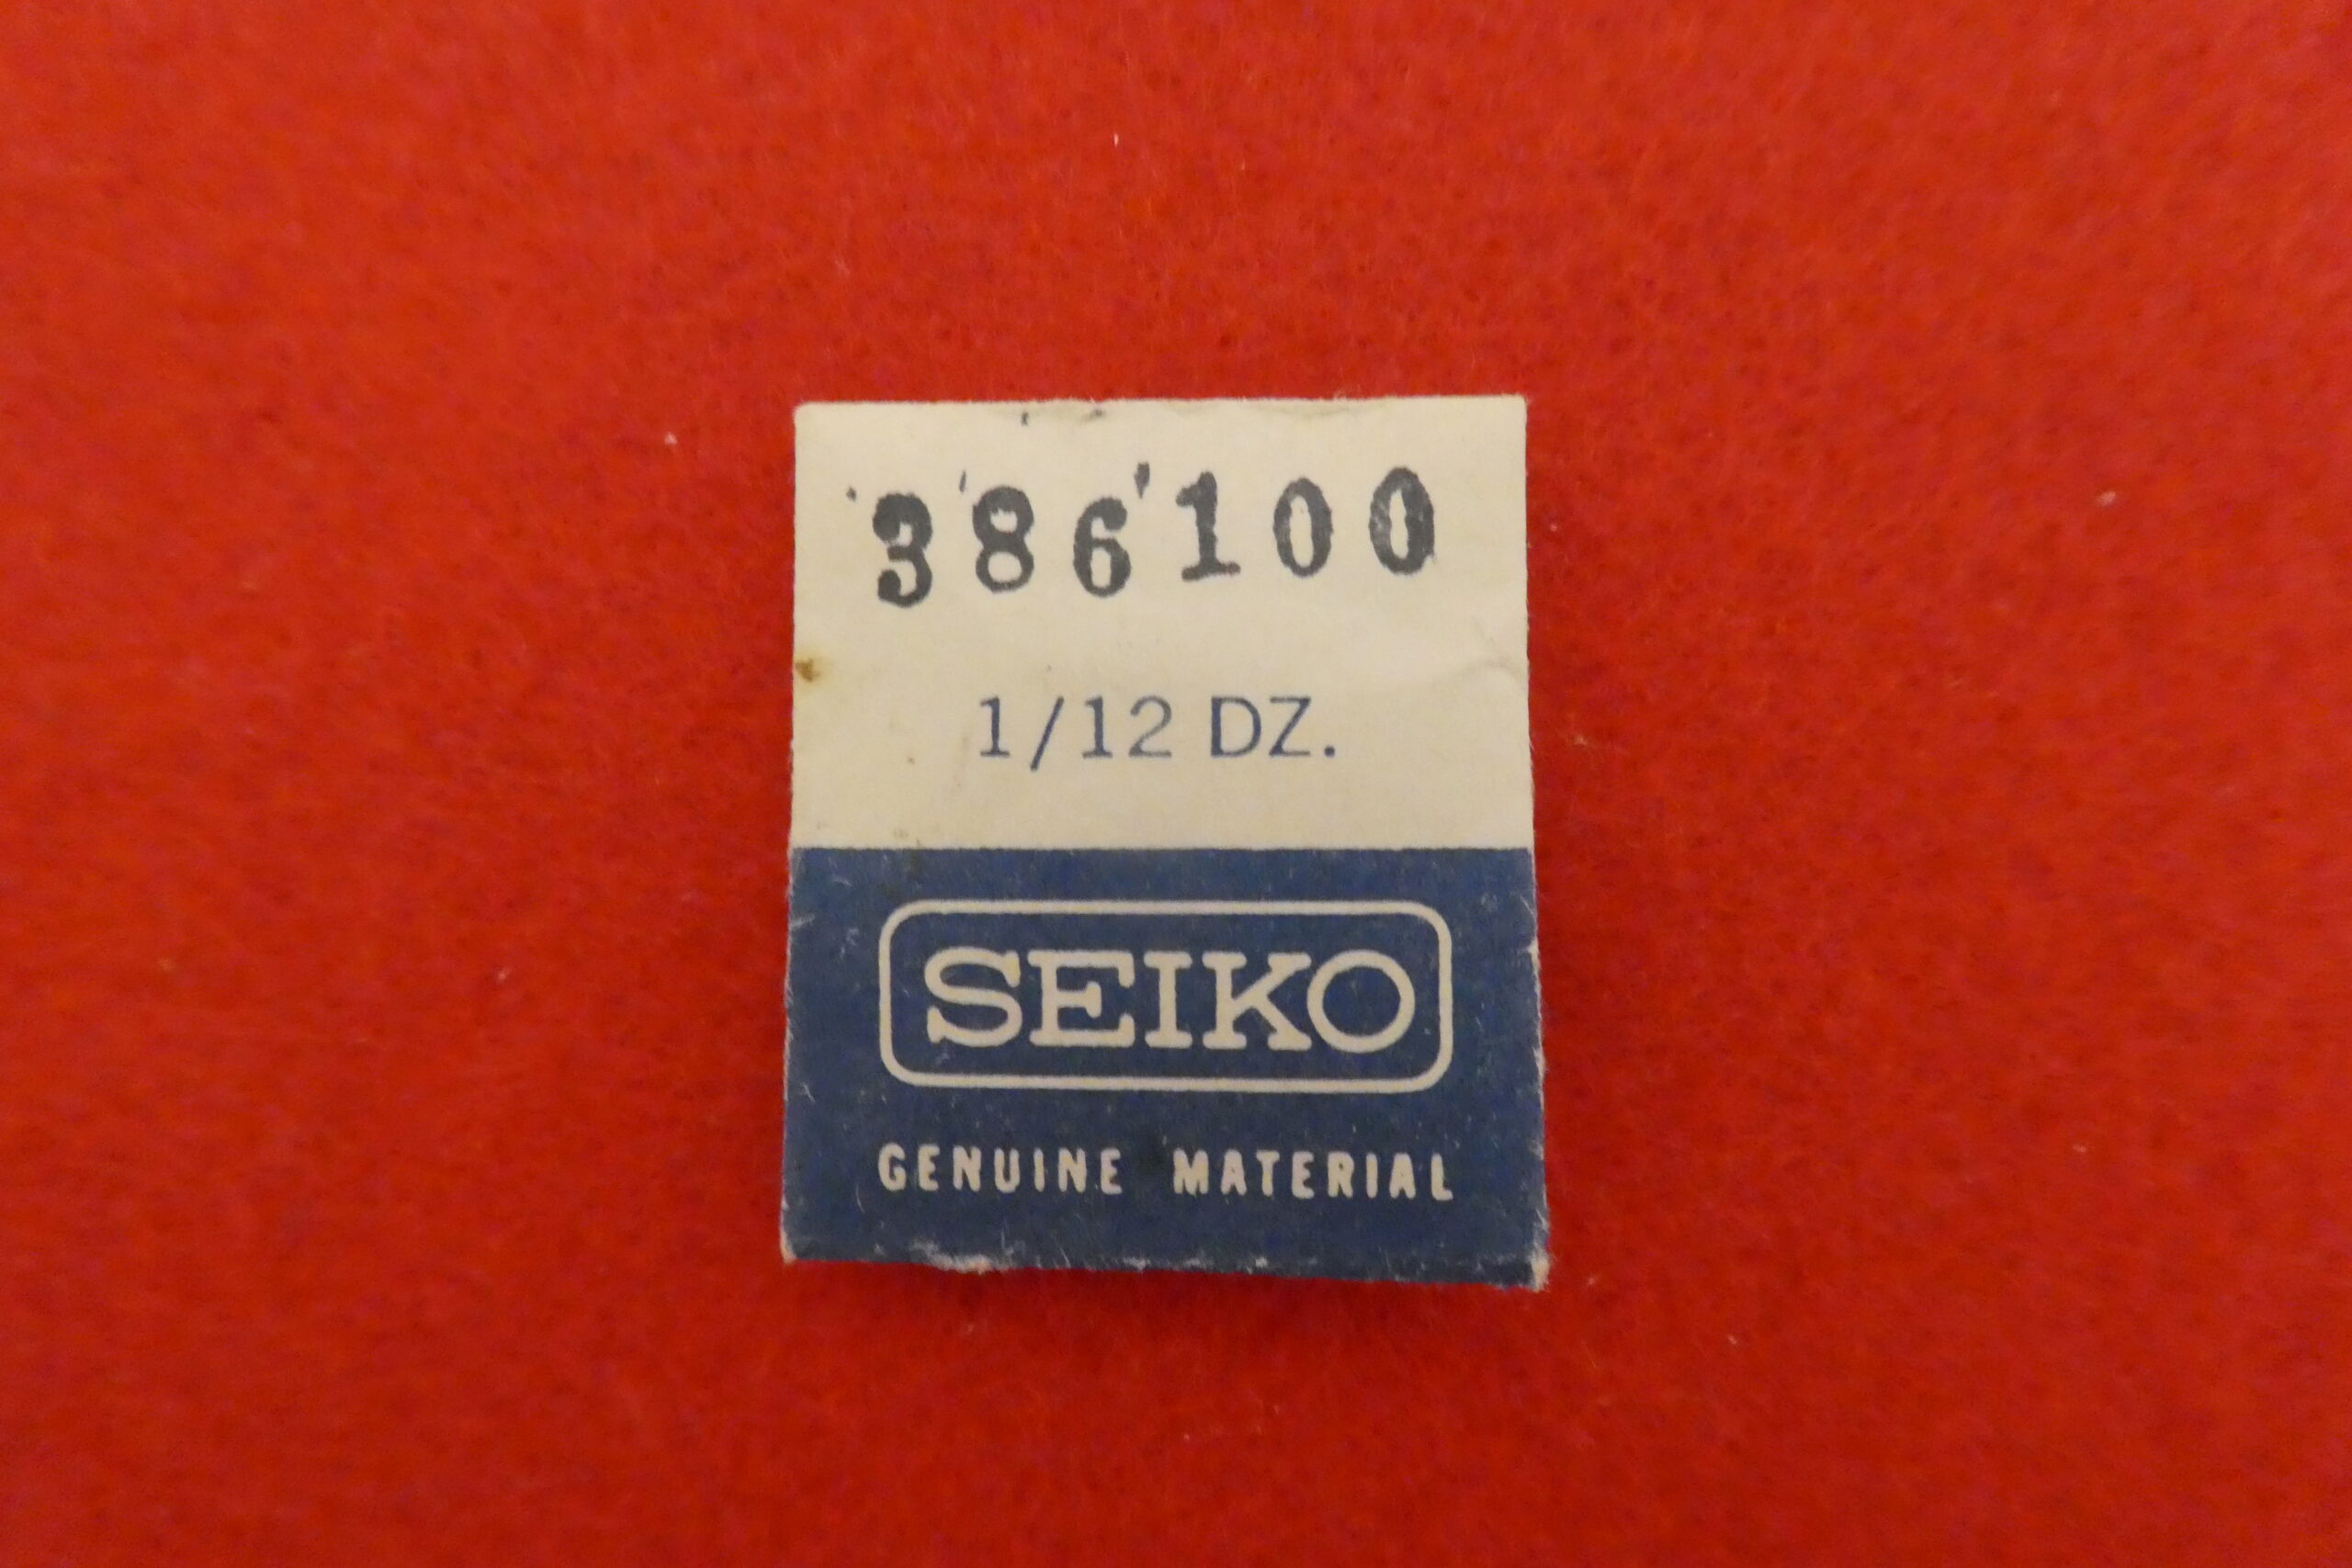 386100
1/12 DZ.
SEIKO
GENUINE MATERIAL